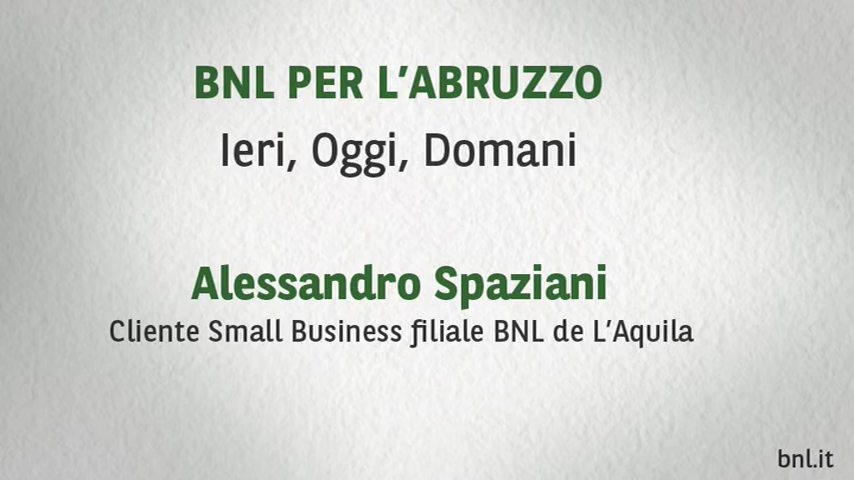 BNL PER L’ABRUZZO
Ieri, Oggi, Domani
Alessandro Spaziani
Cliente Small Business filiale BNL de L’Aquila
bnl.it